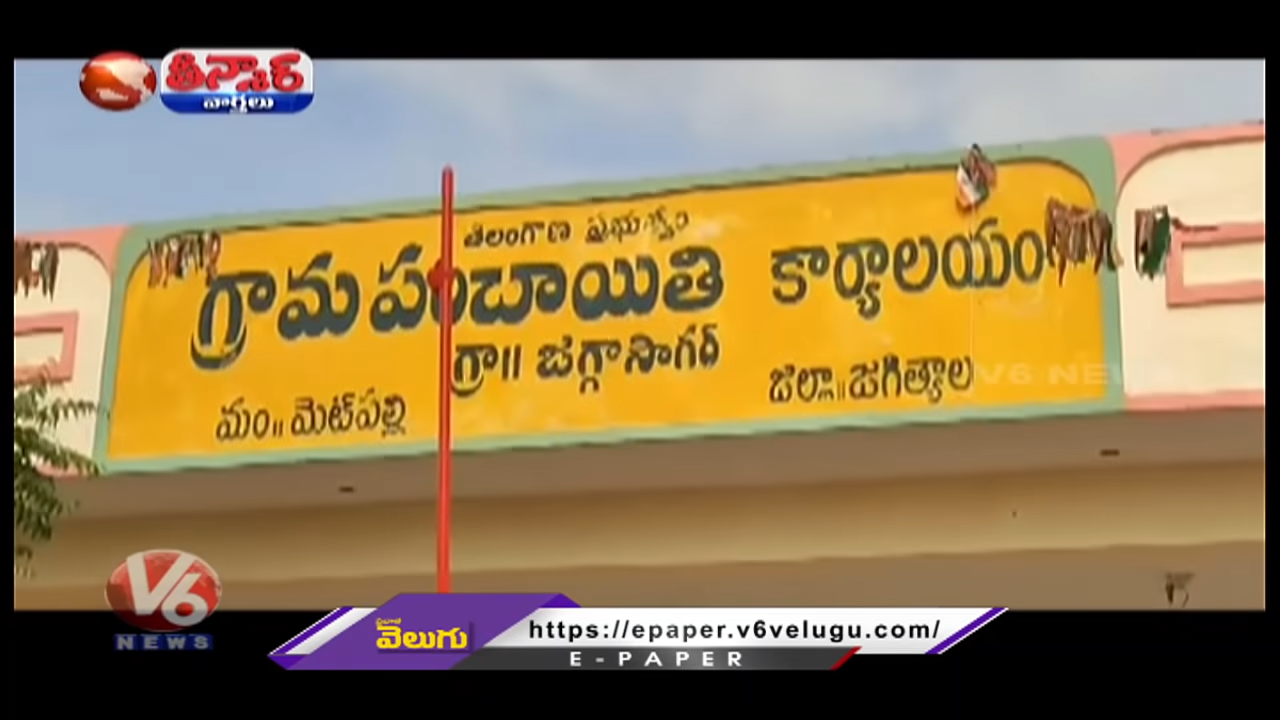 తీన్మార్
వార్తలు
తెలంగాణ ప్రభుత్వం
గ్రామ పంచాయితి కార్యాలయం
గ్రా॥ జగ్గాసాగర్
మం॥ మెట్‌పల్లి
జిల్లా॥ జగిత్యాల
V6 NEWS
V6
NEWS
వెలుగు
https://epaper.v6velugu.com/
E-PAPER